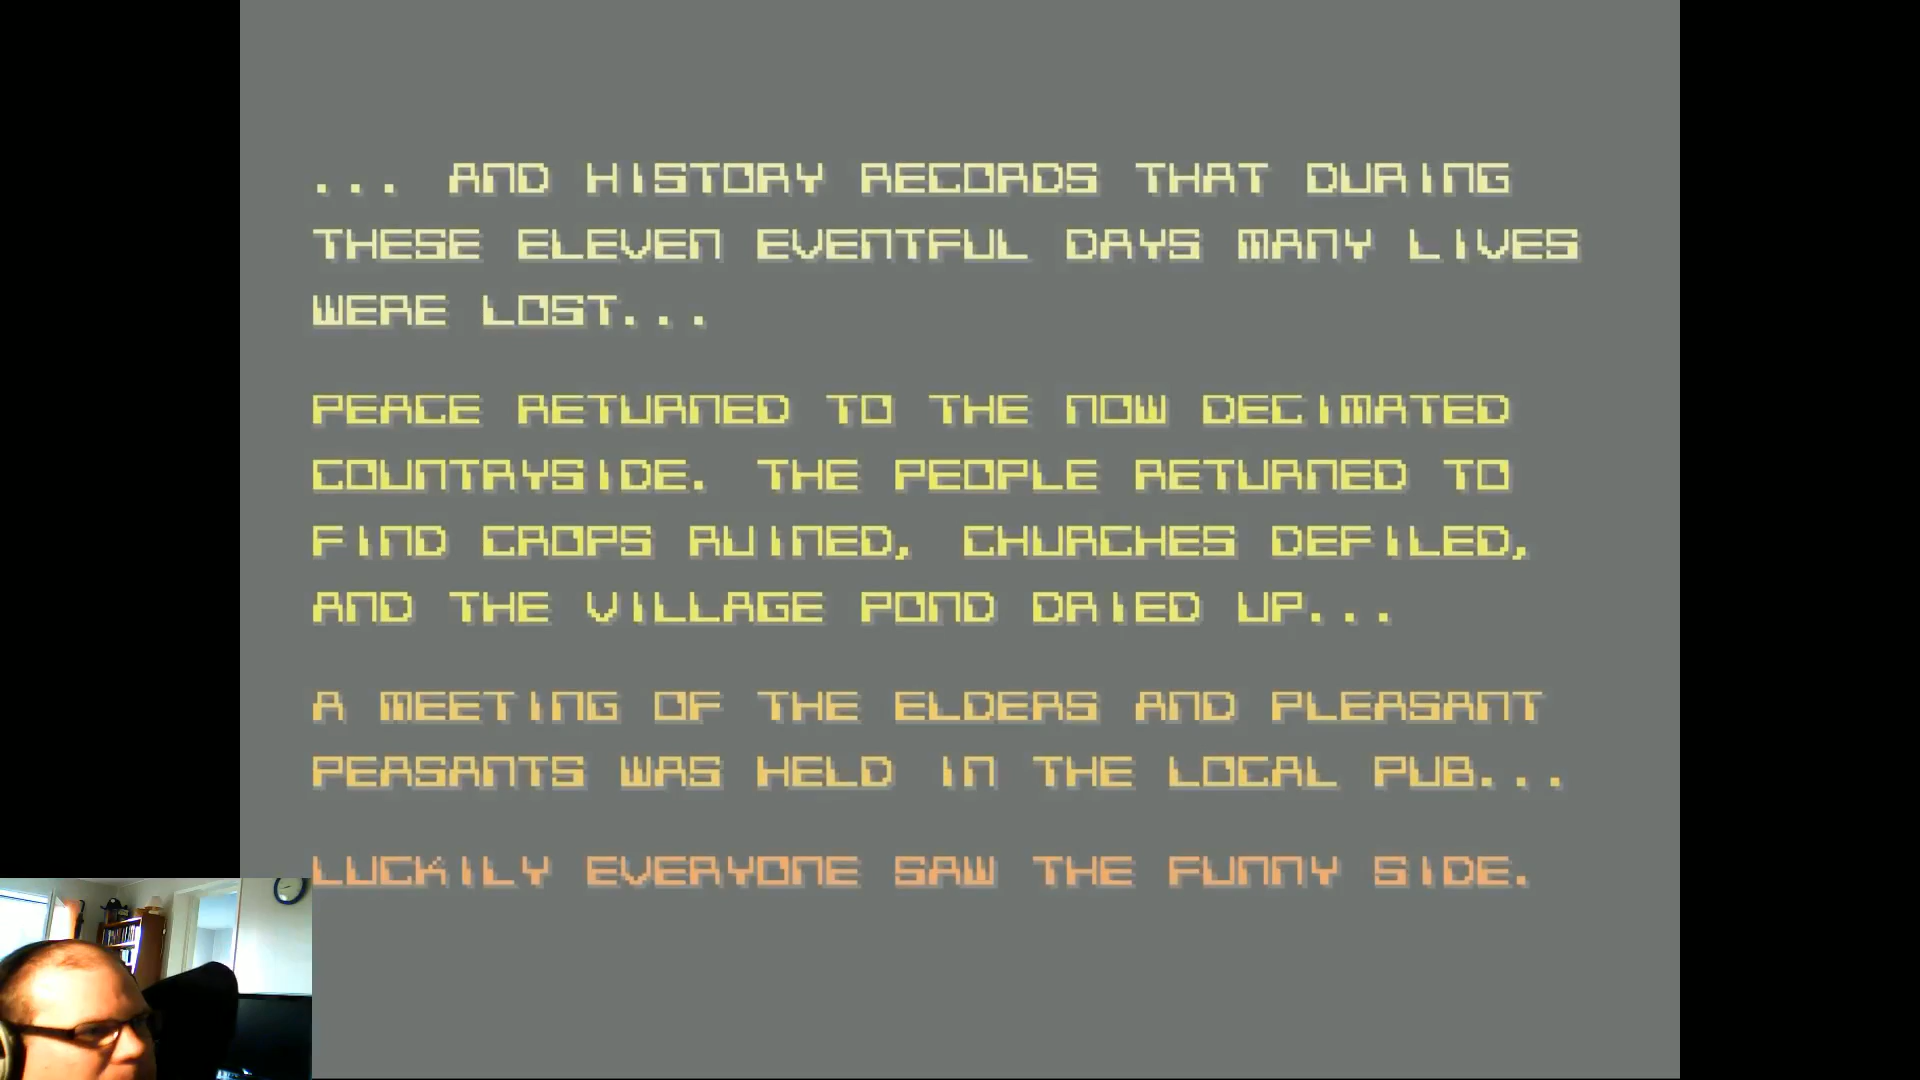 ... AND HISTORY RECORDS THAT DURING
THESE ELEVEN EVENTFUL DAYS MANY LIVES
WERE LOST...
PEACE RETURNED TO THE NOW DECIMATED
COUNTRYSIDE. THE PEOPLE RETURNED TO
FIND CROPS RUINED, CHURCHES DEFILED,
AND THE VILLAGE POND DRIED UP...
A MEETING OF THE ELDERS AND PLEASANT
PEASANTS WAS HELD IN THE LOCAL PUB...
LUCKILY EVERYONE SAW THE FUNNY SIDE.